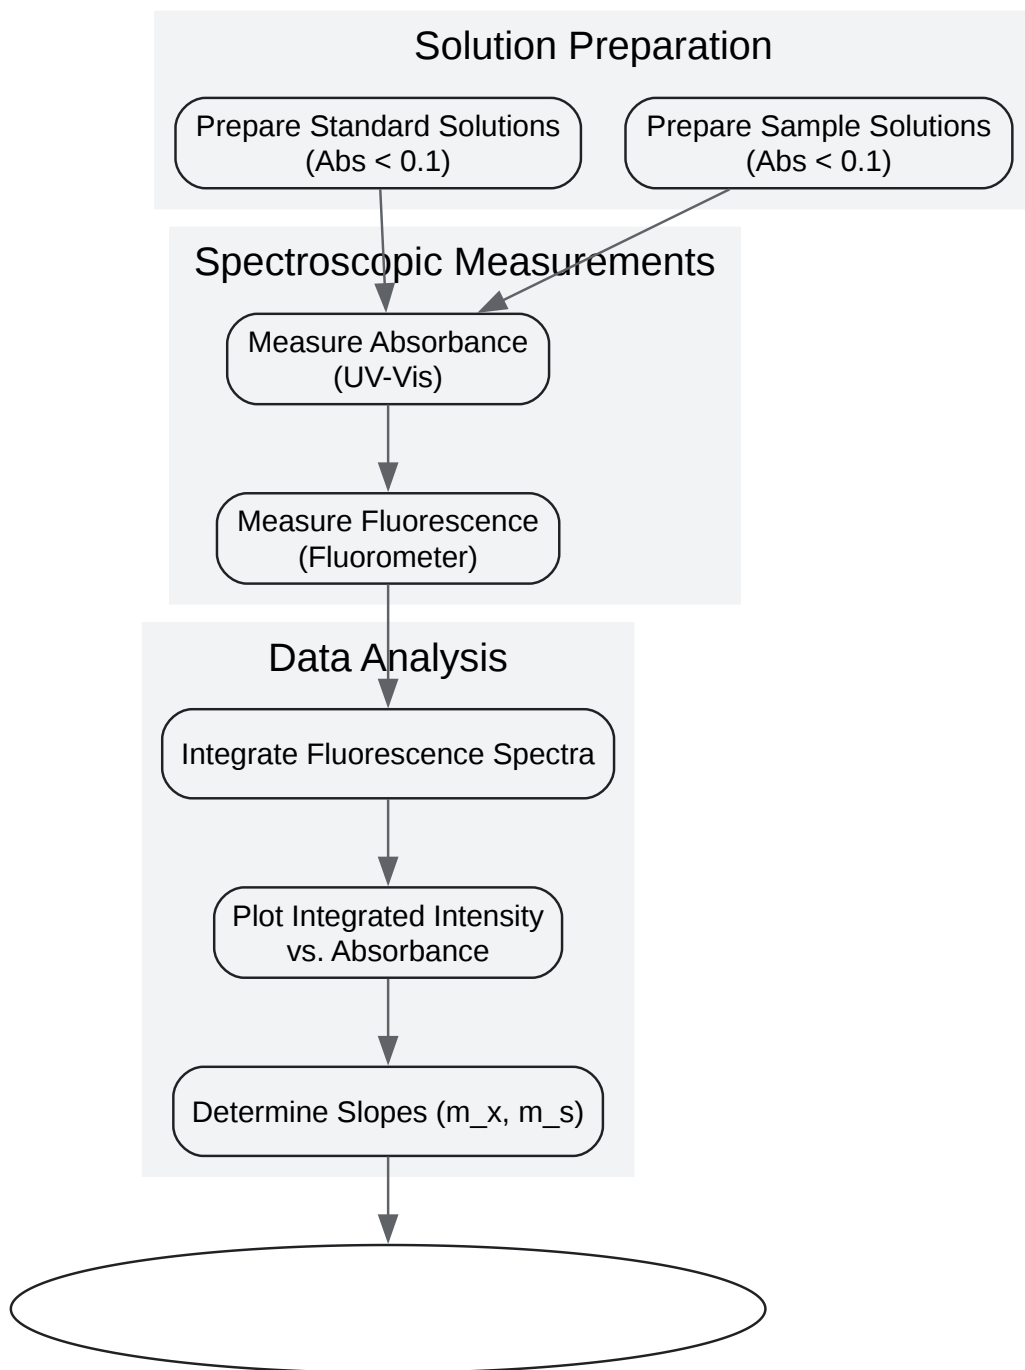 Solution Preparation
Prepare Standard Solutions
(Abs < 0.1)
Prepare Sample Solutions
(Abs < 0.1)
Spectroscopic Measurements
Measure Absorbance
(UV-Vis)
Measure Fluorescence
(Fluorometer)
Data Analysis
Integrate Fluorescence Spectra
Plot Integrated Intensity
vs. Absorbance
Determine Slopes (m_x, m_s)